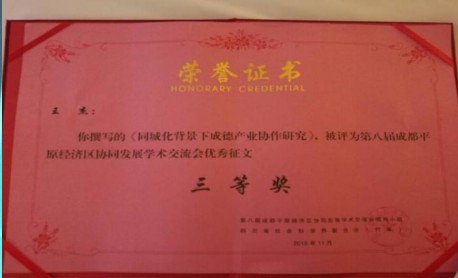 荣誉证书
HONORARY CREDENTIAL
王 杰：
你撰写的《同城化背景下成德产业协作研究》，被评为第八届成都平
原经济区协同发展学术交流会优秀征文
三等奖